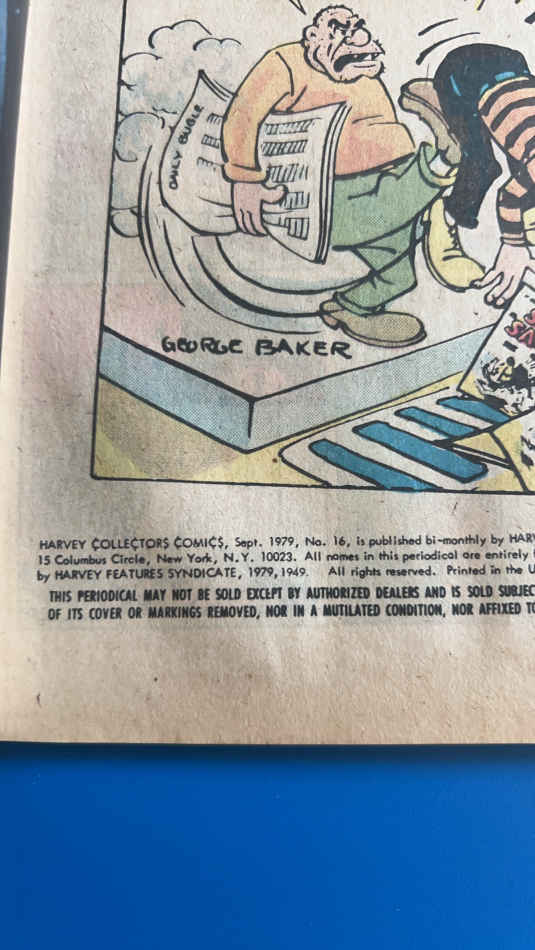 DAILY BUGLE
GEORGE BAKER
HARVEY COLLECTORS COMICS, Sept. 1979, No. 16, is published bi-monthly by HAR
15 Columbus Circle, New York, N.Y. 10023. All names in this periodical are entirely
by HARVEY FEATURES SYNDICATE, 1979, 1949. All rights reserved. Printed in the U
THIS PERIODICAL MAY NOT BE SOLD EXCEPT BY AUTHORIZED DEALERS AND IS SOLD SUBJEC
OF ITS COVER OR MARKINGS REMOVED, NOR IN A MUTILATED CONDITION, NOR AFFIXED TO